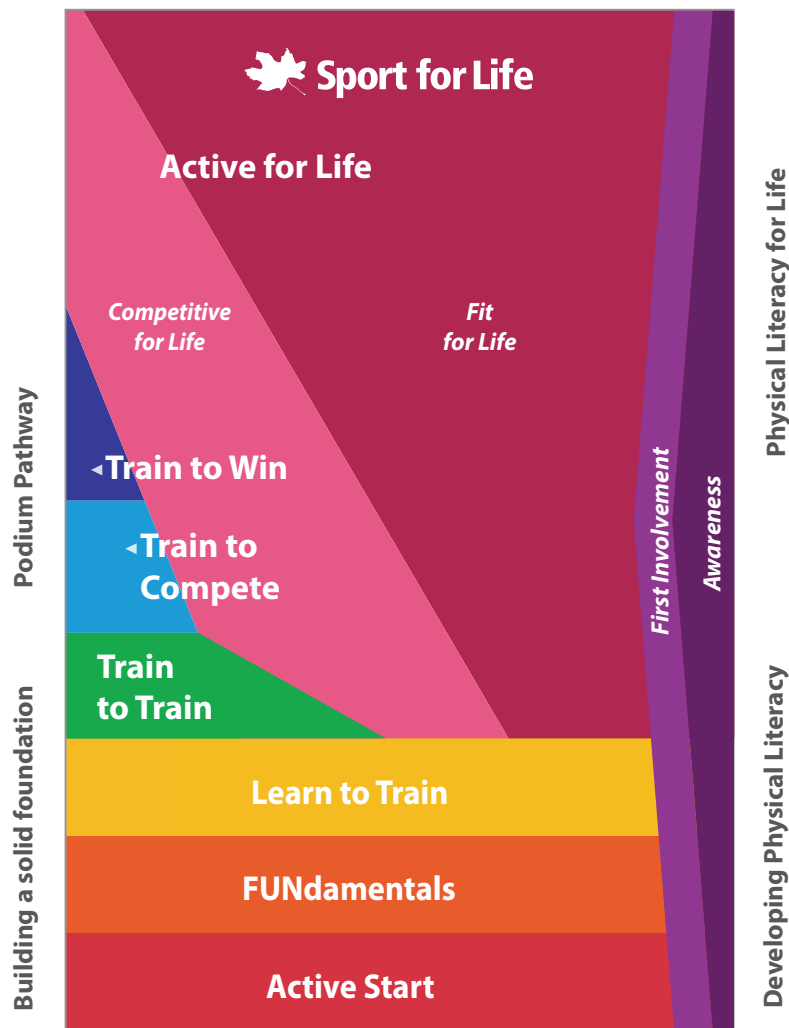 Sport for Life
Active for Life
Competitive
for Life
Fit
for Life
◂Train to Win
◂Train to
Compete
Train
to Train
Learn to Train
FUNdamentals
Active Start
First Involvement
Awareness
Podium Pathway
Building a solid foundation
Physical Literacy for Life
Developing Physical Literacy